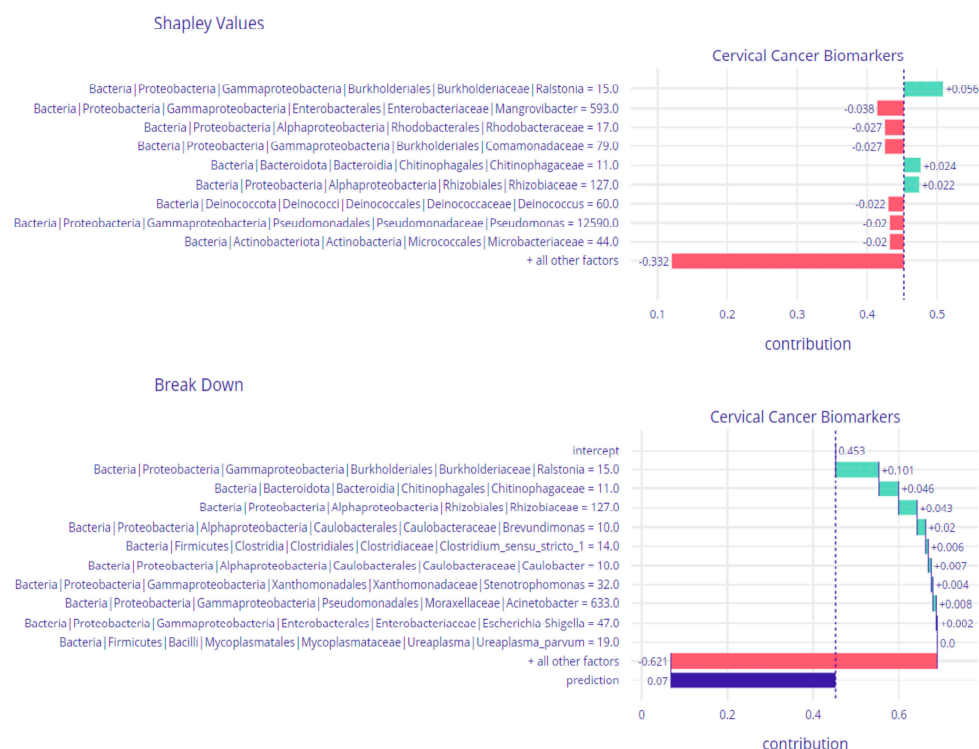 Shapley Values
Cervical Cancer Biomarkers
Bacteria|Proteobacteria|Gammaproteobacteria|Burkholderiales|Burkholderiaceae|Ralstonia = 15.0
+0.056
Bacteria|Proteobacteria|Gammaproteobacteria|Enterobacterales|Enterobacteriaceae|Mangrovibacter = 593.0
-0.038
Bacteria|Proteobacteria|Alphaproteobacteria|Rhodobacterales|Rhodobacteraceae = 17.0
-0.027
Bacteria|Proteobacteria|Gammaproteobacteria|Burkholderiales|Comamonadaceae = 79.0
-0.027
Bacteria|Bacteroidota|Bacteroidia|Chitinophagales|Chitinophagaceae = 11.0
+0.024
Bacteria|Proteobacteria|Alphaproteobacteria|Rhizobiales|Rhizobiaceae = 127.0
+0.022
Bacteria|Deinococcota|Deinococci|Deinococcales|Deinococcaceae|Deinococcus = 60.0
-0.022
Bacteria|Proteobacteria|Gammaproteobacteria|Pseudomonadales|Pseudomonadaceae|Pseudomonas = 12590.0
-0.02
Bacteria|Actinobacteriota|Actinobacteria|Micrococcales|Microbacteriaceae = 44.0
-0.02
+ all other factors
-0.332
0.1 0.2 0.3 0.4 0.5
contribution
Break Down
Cervical Cancer Biomarkers
intercept
0.453
Bacteria|Proteobacteria|Gammaproteobacteria|Burkholderiales|Burkholderiaceae|Ralstonia = 15.0
+0.101
Bacteria|Bacteroidota|Bacteroidia|Chitinophagales|Chitinophagaceae = 11.0
+0.046
Bacteria|Proteobacteria|Alphaproteobacteria|Rhizobiales|Rhizobiaceae = 127.0
+0.043
Bacteria|Proteobacteria|Alphaproteobacteria|Caulobacterales|Caulobacteraceae|Brevundimonas = 10.0
+0.02
Bacteria|Firmicutes|Clostridia|Clostridiales|Clostridiaceae|Clostridium_sensu_stricto_1 = 14.0
+0.006
Bacteria|Proteobacteria|Alphaproteobacteria|Caulobacterales|Caulobacteraceae|Caulobacter = 10.0
+0.007
Bacteria|Proteobacteria|Gammaproteobacteria|Xanthomonadales|Xanthomonadaceae|Stenotrophomonas = 32.0
+0.004
Bacteria|Proteobacteria|Gammaproteobacteria|Pseudomonadales|Moraxellaceae|Acinetobacter = 633.0
+0.008
Bacteria|Proteobacteria|Gammaproteobacteria|Enterobacterales|Enterobacteriaceae|Escherichia-Shigella = 47.0
+0.002
Bacteria|Firmicutes|Bacilli|Mycoplasmatales|Mycoplasmataceae|Ureaplasma|Ureaplasma_parvum = 19.0
0.0
+ all other factors
-0.621
prediction
0.07
0 0.2 0.4 0.6
contribution